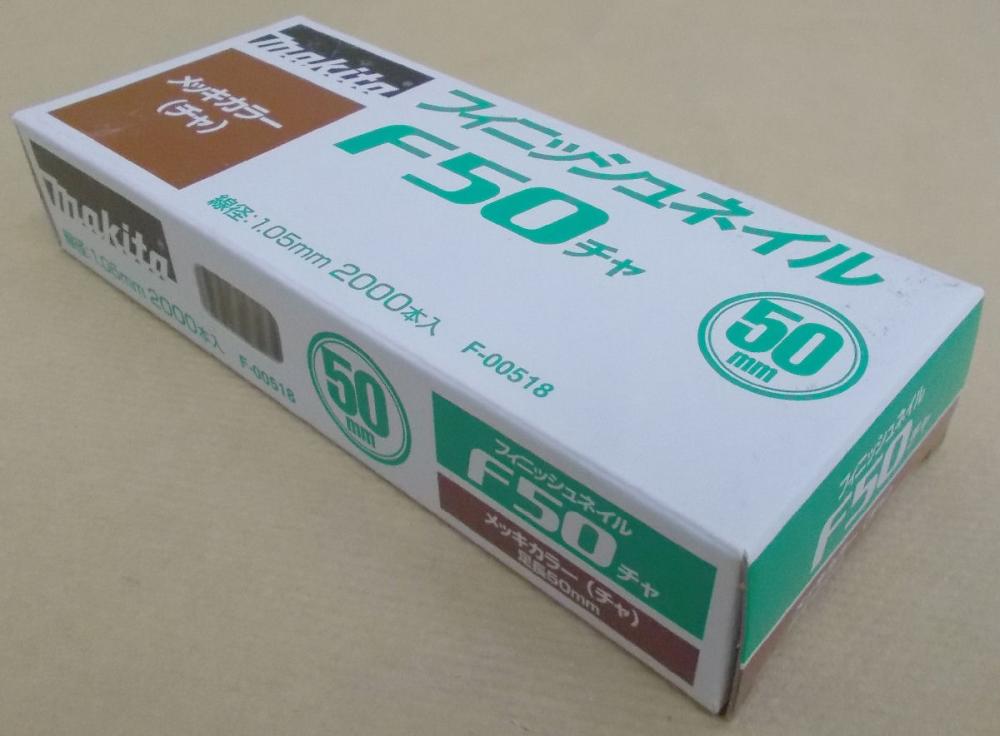 makita
メッキカラー
(チャ)
フィニッシュネイル
F50 チャ
線径:1.05mm 2000本入
F-00518
50
mm
makita
線径:1.05mm 2000本入
F-00518
50
mm
フィニッシュネイル
F50 チャ
メッキカラー (チャ)
足長50mm
フィニッシュネイル
F50 チャ